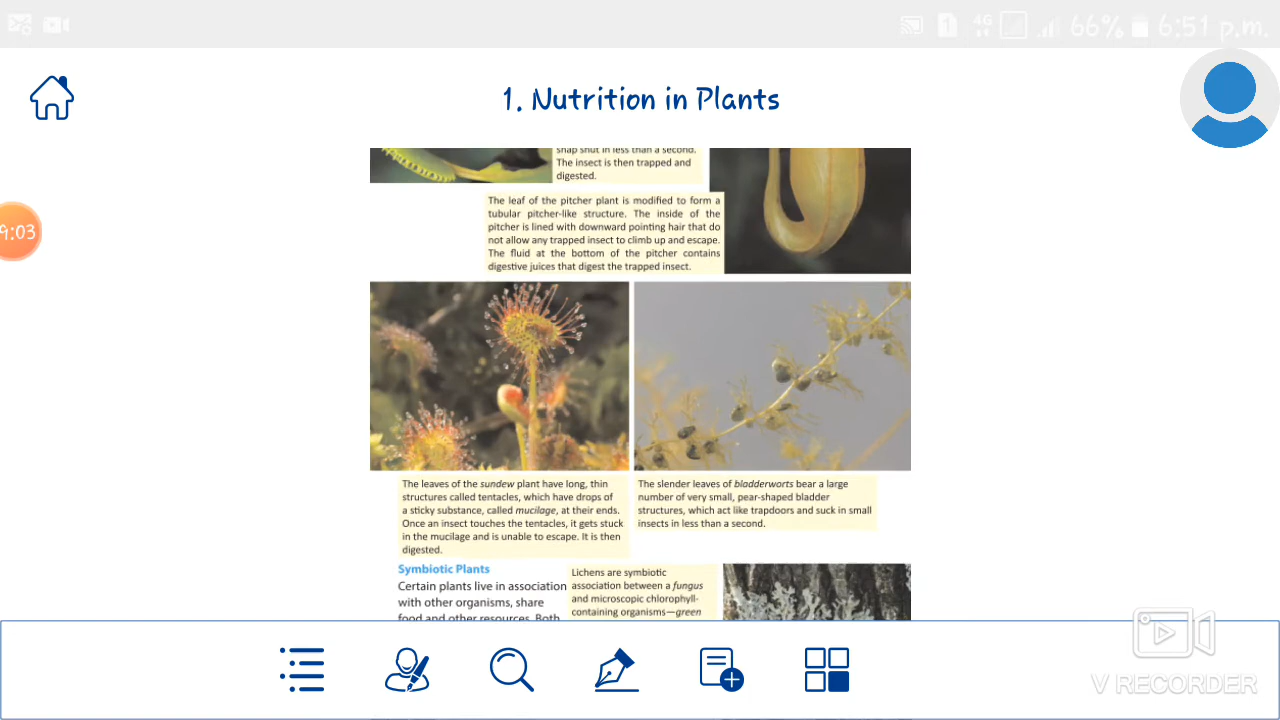 4G
66%
6:51 p.m.
1. Nutrition in Plants
9:03
snap shut in less than a second.
The insect is then trapped and
digested.
The leaf of the pitcher plant is modified to form a
tubular pitcher-like structure. The inside of the
pitcher is lined with downward pointing hair that do
not allow any trapped insect to climb up and escape.
The fluid at the bottom of the pitcher contains
digestive juices that digest the trapped insect.
The leaves of the sundew plant have long, thin
structures called tentacles, which have drops of
a sticky substance, called mucilage, at their ends.
Once an insect touches the tentacles, it gets stuck
in the mucilage and is unable to escape. It is then
digested.
The slender leaves of bladderworts bear a large
number of very small, pear-shaped bladder
structures, which act like trapdoors and suck in small
insects in less than a second.
Symbiotic Plants
Certain plants live in association
with other organisms, share
food and other resources. Both
Lichens are symbiotic
association between a fungus
and microscopic chlorophyll-
containing organisms—green
V RECORDER